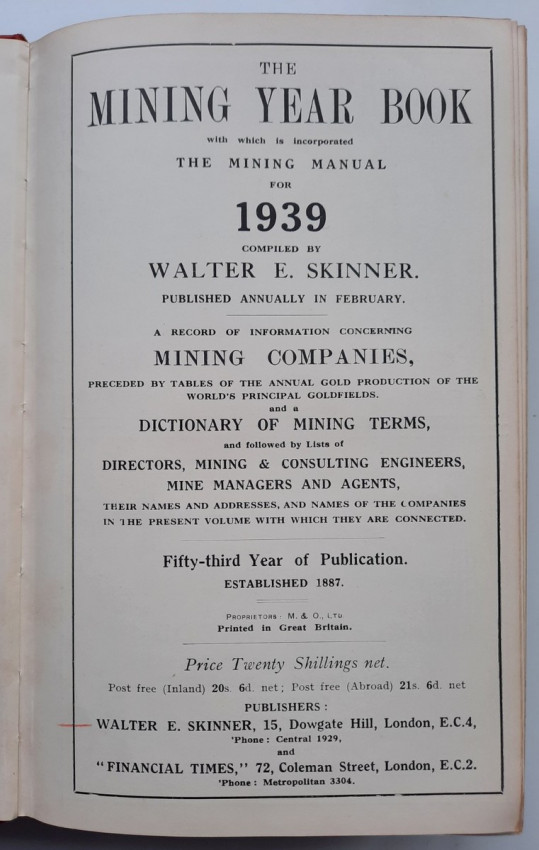 THE
MINING YEAR BOOK
with which is incorporated
THE MINING MANUAL
FOR
1939
COMPILED BY
WALTER E. SKINNER.
PUBLISHED ANNUALLY IN FEBRUARY.
A RECORD OF INFORMATION CONCERNING
MINING COMPANIES,
PRECEDED BY TABLES OF THE ANNUAL GOLD PRODUCTION OF THE
WORLD'S PRINCIPAL GOLDFIELDS.
and a
DICTIONARY OF MINING TERMS,
and followed by Lists of
DIRECTORS, MINING & CONSULTING ENGINEERS,
MINE MANAGERS AND AGENTS,
THEIR NAMES AND ADDRESSES, AND NAMES OF THE COMPANIES
IN THE PRESENT VOLUME WITH WHICH THEY ARE CONNECTED.
Fifty-third Year of Publication.
ESTABLISHED 1887.
PROPRIETORS: M. & O., LTD.
Printed in Great Britain.
Price Twenty Shillings net.
Post free (Inland) 20s. 6d. net; Post free (Abroad) 21s. 6d. net
PUBLISHERS:
WALTER E. SKINNER, 15, Dowgate Hill, London, E.C.4,
'Phone: Central 1929,
and
"FINANCIAL TIMES," 72, Coleman Street, London, E.C.2.
'Phone: Metropolitan 3304.